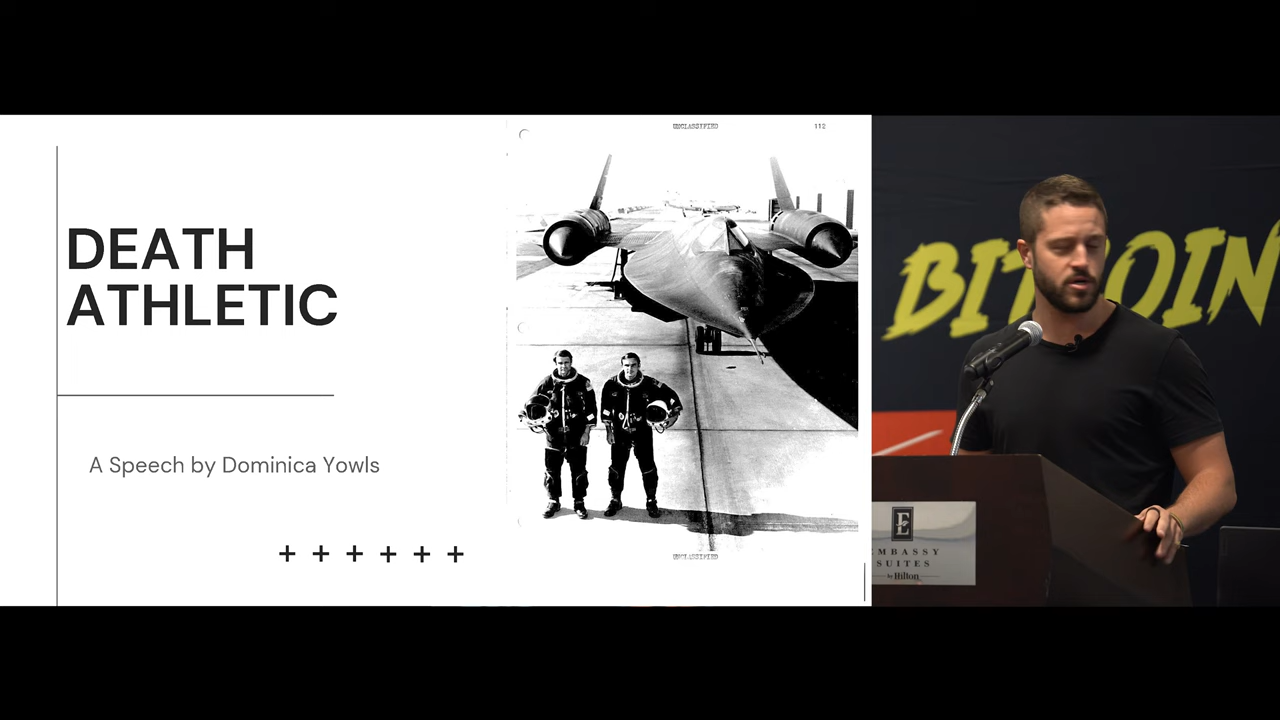 DEATH
ATHLETIC
A Speech by Dominica Yowls
UNCLASSIFIED
112
UNCLASSIFIED
BITCOIN
E
EMBASSY
SUITES
by Hilton